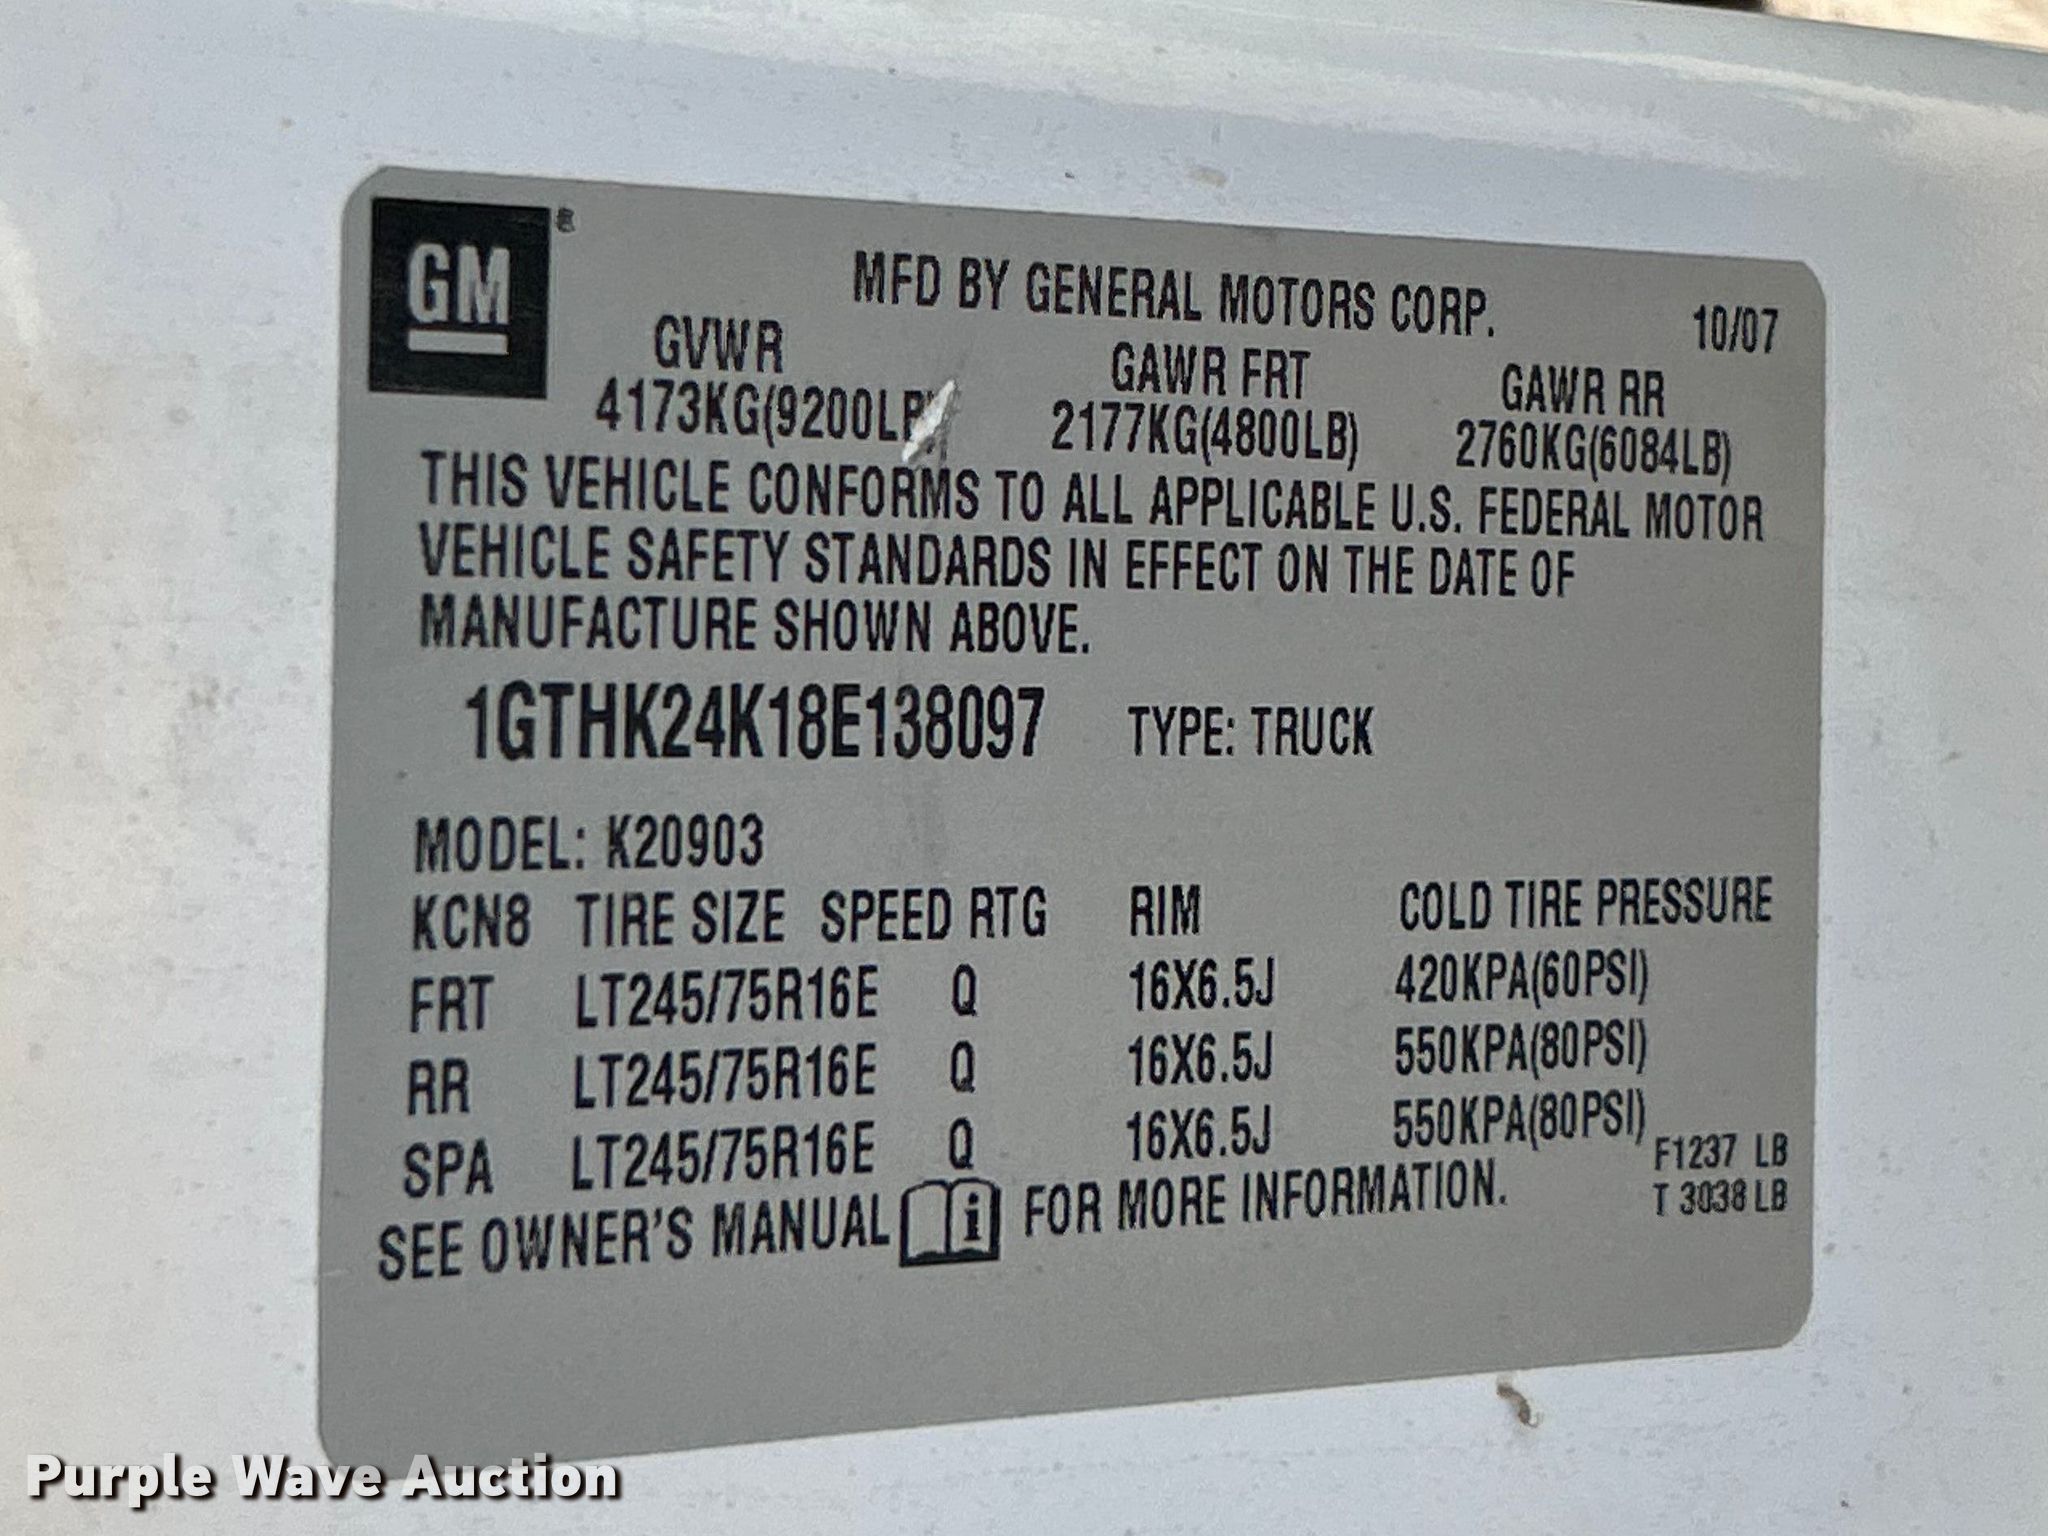 GM
MFD BY GENERAL MOTORS CORP. 10/07
GVWR GAWR FRT GAWR RR
4173KG(9200LB) 2177KG(4800LB) 2760KG(6084LB)
THIS VEHICLE CONFORMS TO ALL APPLICABLE U.S. FEDERAL MOTOR
VEHICLE SAFETY STANDARDS IN EFFECT ON THE DATE OF
MANUFACTURE SHOWN ABOVE.
1GTHK24K18E138097 TYPE: TRUCK
MODEL: K20903
KCN8 TIRE SIZE SPEED RTG RIM COLD TIRE PRESSURE
FRT LT245/75R16E Q 16X6.5J 420KPA(60PSI)
RR LT245/75R16E Q 16X6.5J 550KPA(80PSI)
SPA LT245/75R16E Q 16X6.5J 550KPA(80PSI)
F1237 LB
T 3038 LB
SEE OWNER'S MANUAL i FOR MORE INFORMATION.
Purple Wave Auction